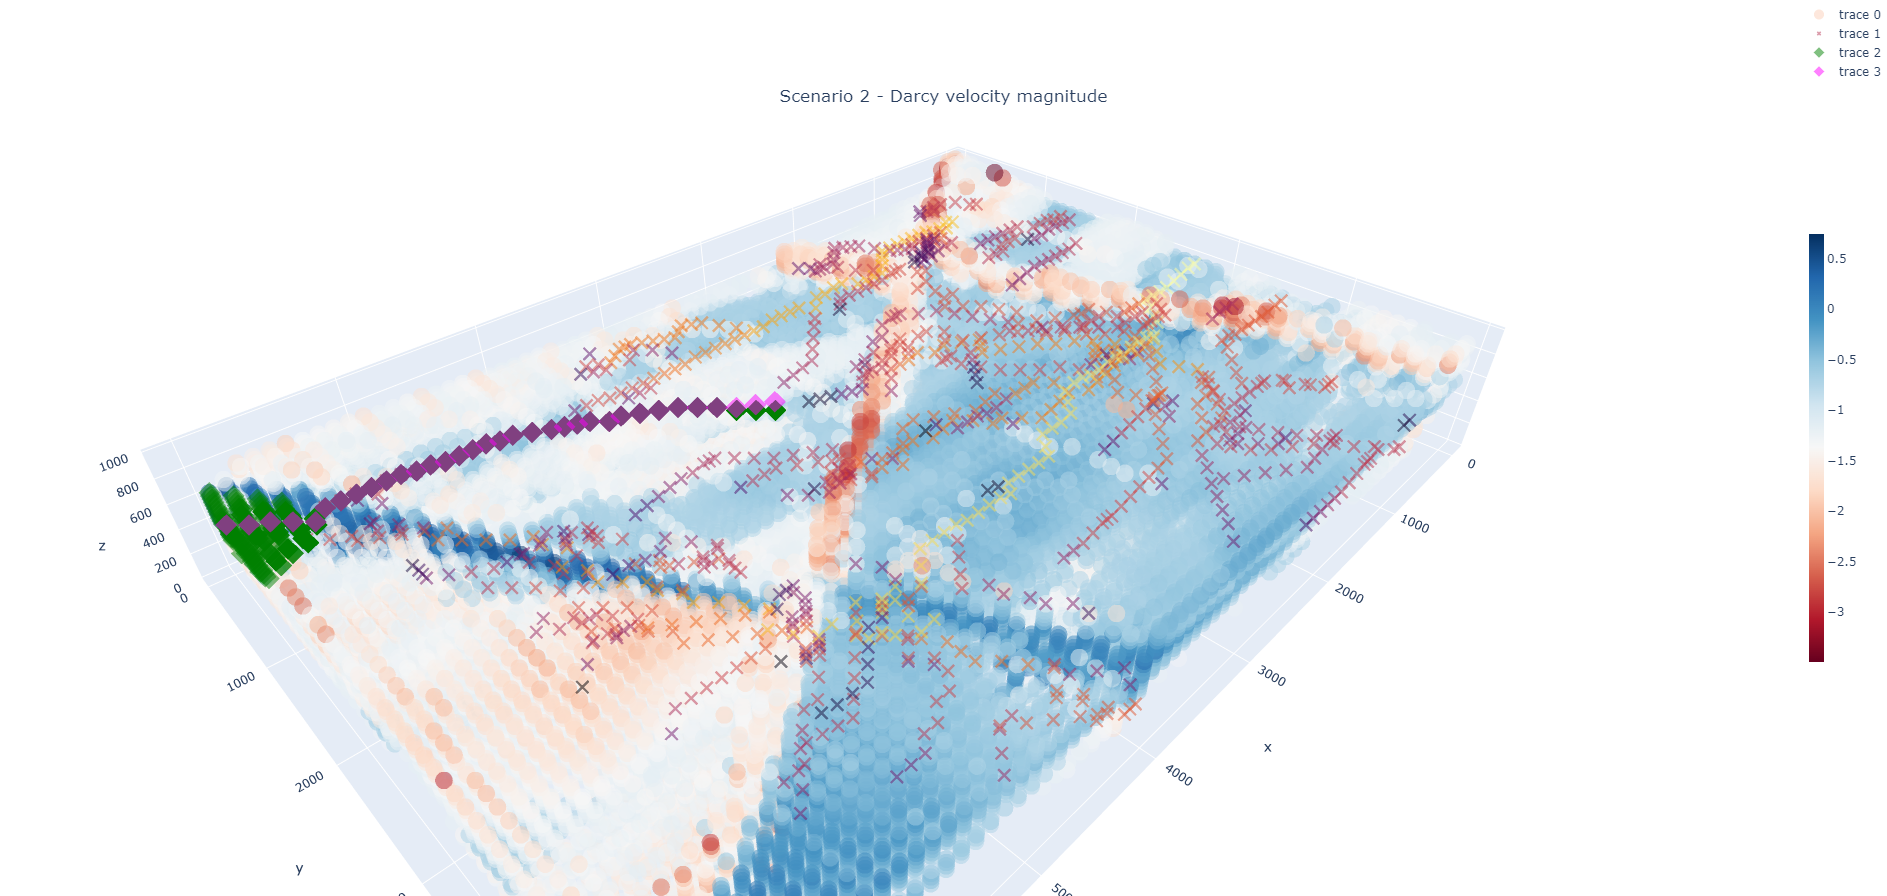 trace 0
trace 1
trace 2
trace 3
Scenario 2 - Darcy velocity magnitude
0.5
0
−0.5
−1
−1.5
−2
−2.5
−3
1000
800
600
400
200
0
z
0
1000
2000
y
0
1000
2000
3000
4000
x